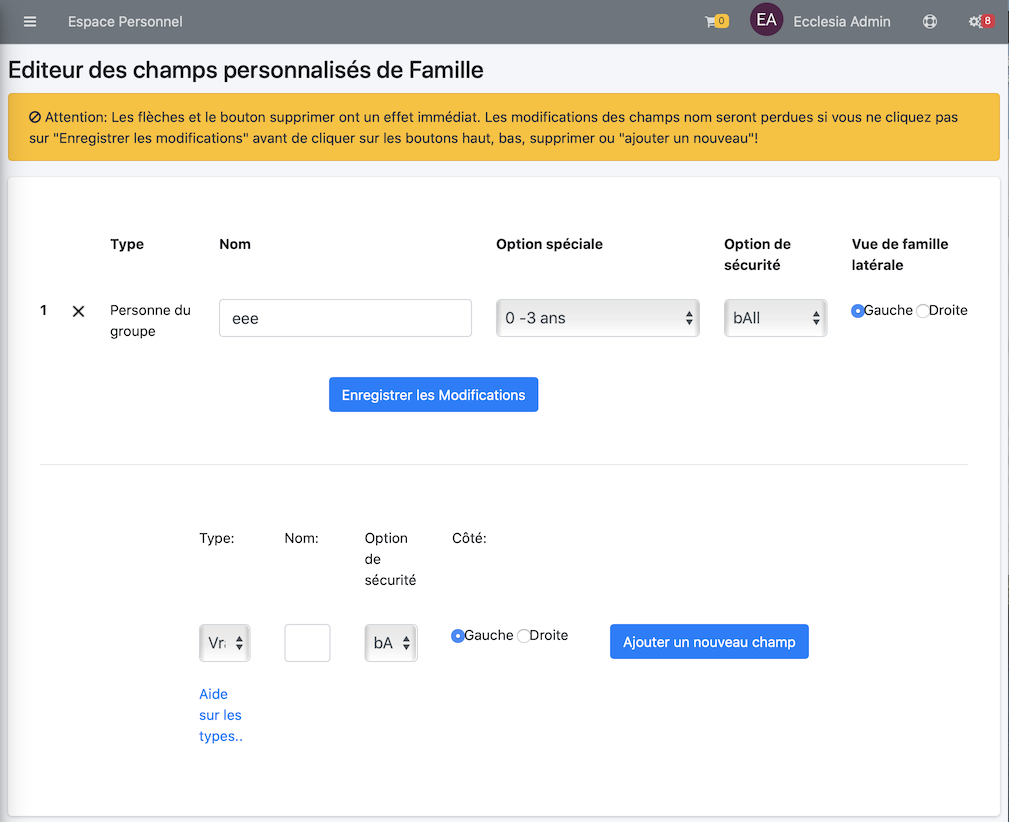 Espace Personnel 0 EA Ecclesia Admin 8
Editeur des champs personnalisés de Famille
Attention: Les flèches et le bouton supprimer ont un effet immédiat. Les modifications des champs nom seront perdues si vous ne cliquez pas
sur "Enregistrer les modifications" avant de cliquer sur les boutons haut, bas, supprimer ou "ajouter un nouveau"!
Type Nom Option spéciale Option de Vue de famille
sécurité latérale
1 Personne du eee 0 -3 ans bAll Gauche Droite
groupe
Enregistrer les Modifications
Type: Nom: Option Côté:
de
sécurité
Vr bA Gauche Droite Ajouter un nouveau champ
Aide
sur les
types..